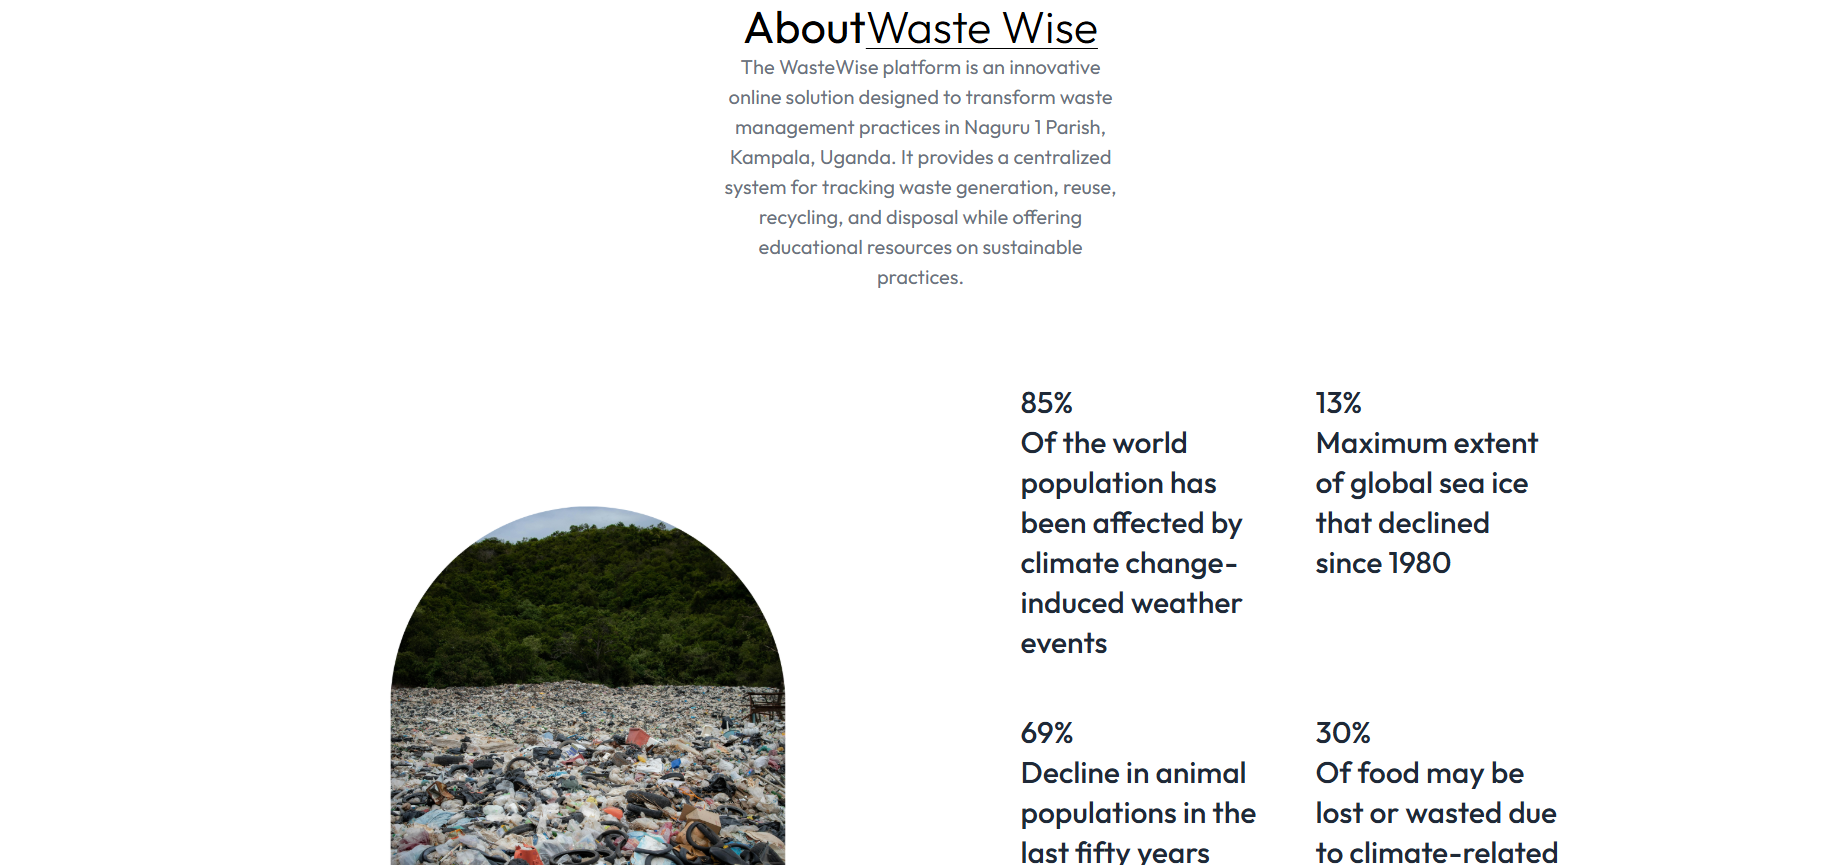 AboutWaste Wise
The WasteWise platform is an innovative
online solution designed to transform waste
management practices in Naguru 1 Parish,
Kampala, Uganda. It provides a centralized
system for tracking waste generation, reuse,
recycling, and disposal while offering
educational resources on sustainable
practices.
85%
Of the world
population has
been affected by
climate change-
induced weather
events
13%
Maximum extent
of global sea ice
that declined
since 1980
69%
Decline in animal
populations in the
last fifty years
30%
Of food may be
lost or wasted due
to climate-related